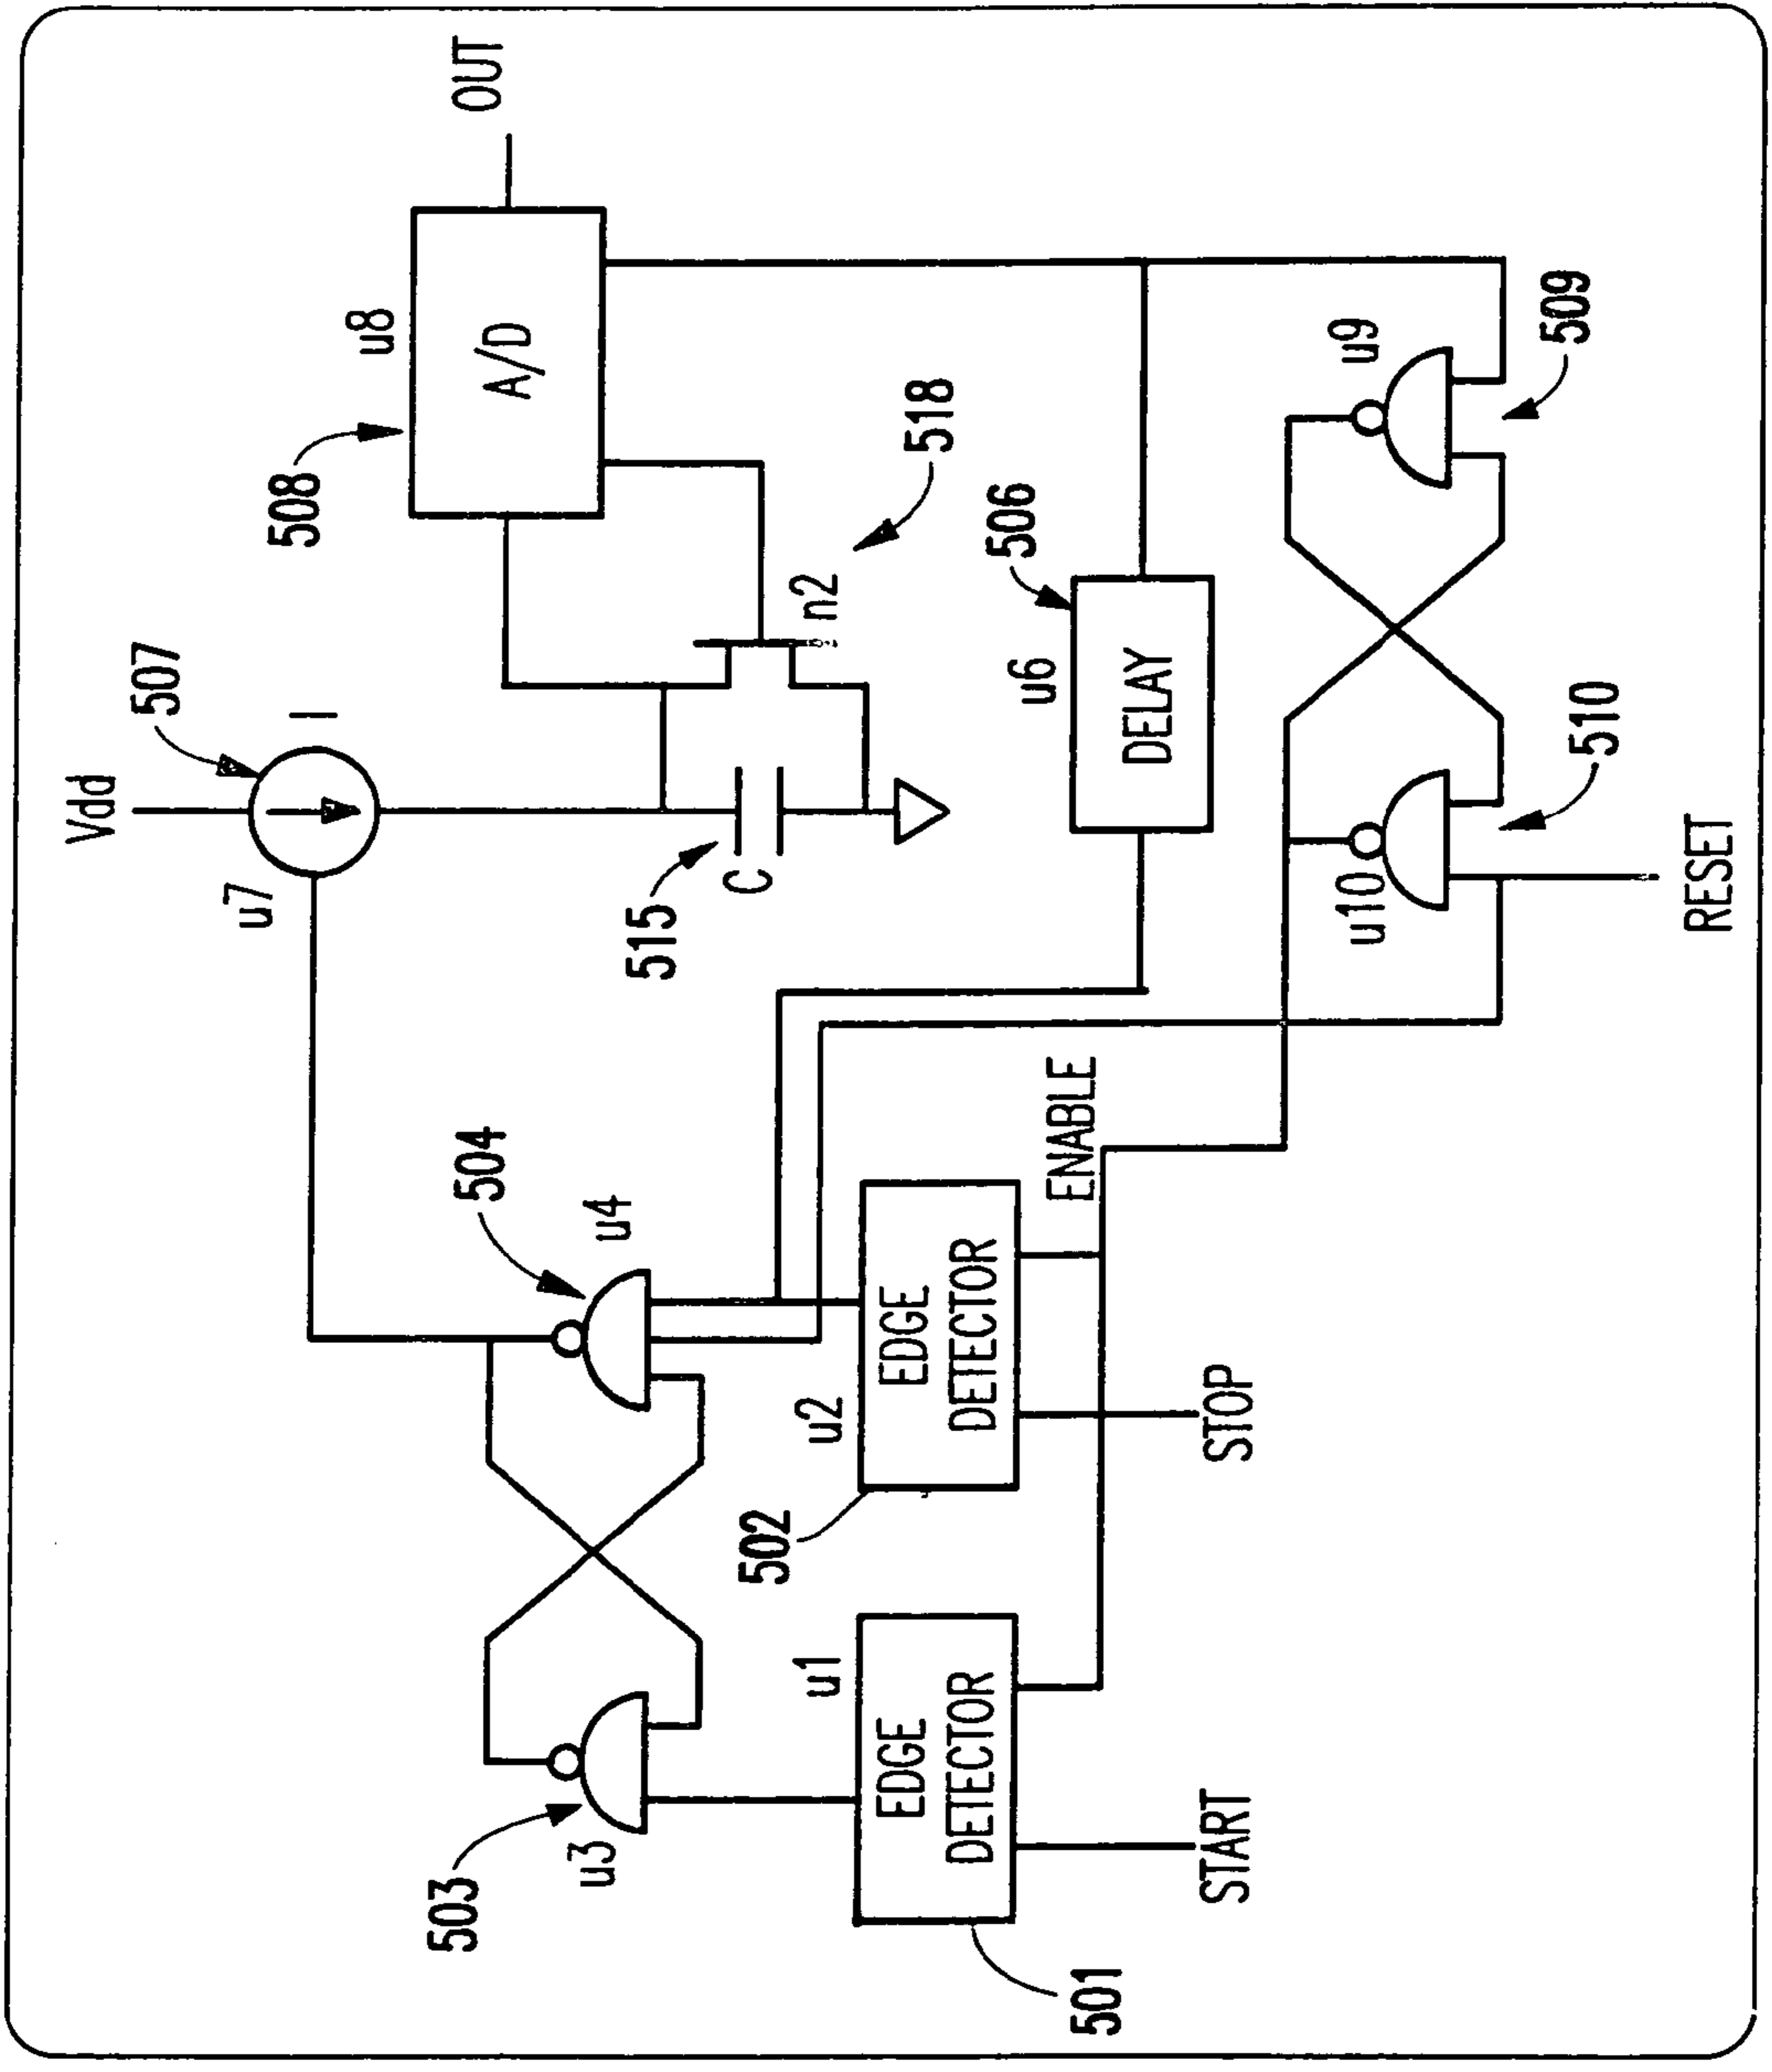 Vdd
507
u7
I
508
u8
A/D
OUT
515
C
n2
518
503
u3
504
u4
u6
506
DELAY
501
u1
EDGE
DETECTOR
502
u2
EDGE
DETECTOR
ENABLE
START
STOP
u10
510
RESET
u9
509